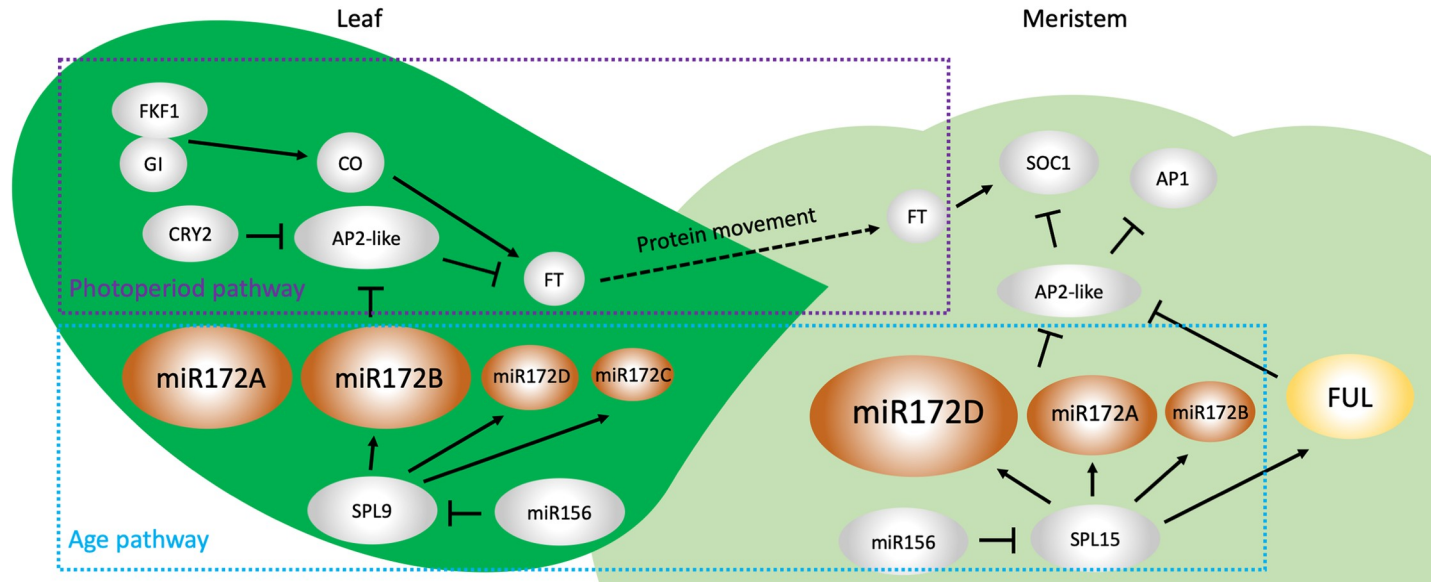 Leaf
Meristem
FKF1
GI
CO
CRY2
AP2-like
FT
Photoperiod pathway
Protein movement
FT
SOC1
AP1
AP2-like
miR172A
miR172B
miR172D
miR172C
SPL9
miR156
Age pathway
miR172D
miR172A
miR172B
FUL
miR156
SPL15